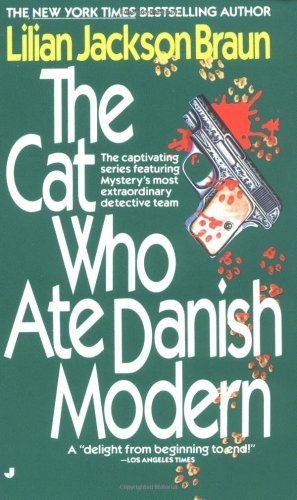 THE NEW YORK TIMES BESTSELLING AUTHOR
Lilian Jackson Braun
The
Cat
The captivating
series featuring
Mystery's most
extraordinary
detective team
Who
Ate Danish
Modern
A "delight from beginning to end!"
—LOS ANGELES TIMES
J